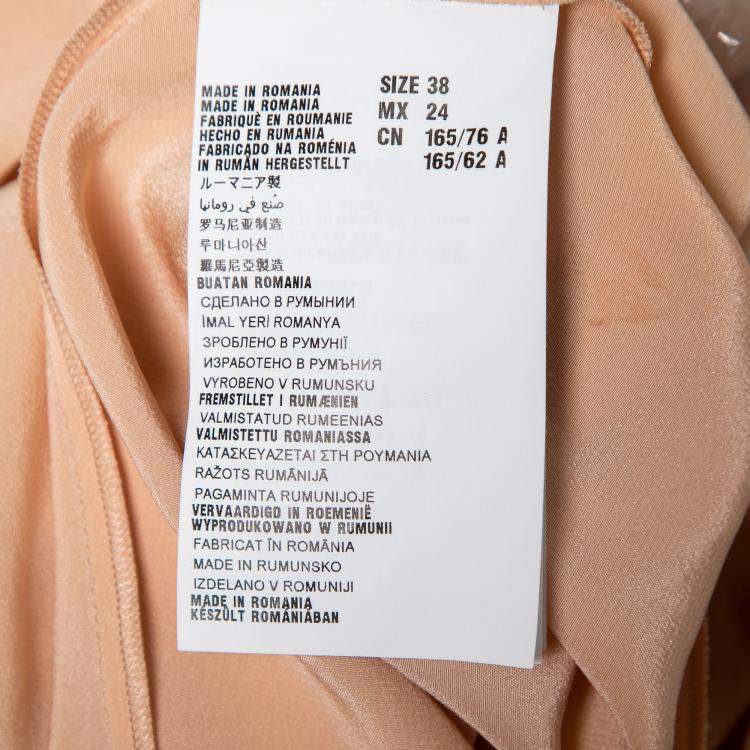 MADE IN ROMANIA
MADE IN ROMANIA
FABRIQUÈ EN ROUMANIE
HECHO EN RUMANIA
FABRICADO NA ROMÉNIA
IN RUMÄN HERGESTELLT
ルーマニア製
صُنع في رومانيا
罗马尼亚制造
루마니아산
羅馬尼亞製造
BUATAN ROMANIA
СДЕЛАНО В РУМЫНИИ
İMAL YERİ ROMANYA
ЗРОБЛЕНО В РУМУНІЇ
ИЗРАБОТЕНО В РУМЪНИЯ
VYROBENO V RUMUNSKU
FREMSTILLET I RUMÆNIEN
VALMISTATUD RUMEENIAS
VALMISTETTU ROMANIASSA
ΚΑΤΑΣΚΕΥΑΖΕΤΑΙ ΣΤΗ ΡΟΥΜΑΝΙΑ
RAŽOTS RUMĀNIJĀ
PAGAMINTA RUMUNIJOJE
VERVAARDIGD IN ROEMENIË
WYPRODUKOWANO W RUMUNII
FABRICAT ÎN ROMÂNIA
MADE IN RUMUNSKO
IZDELANO V ROMUNIJI
MADE IN ROMANIA
KÉSZÜLT ROMÁNIÁBAN
SIZE 38
MX 24
CN 165/76 A
165/62 A